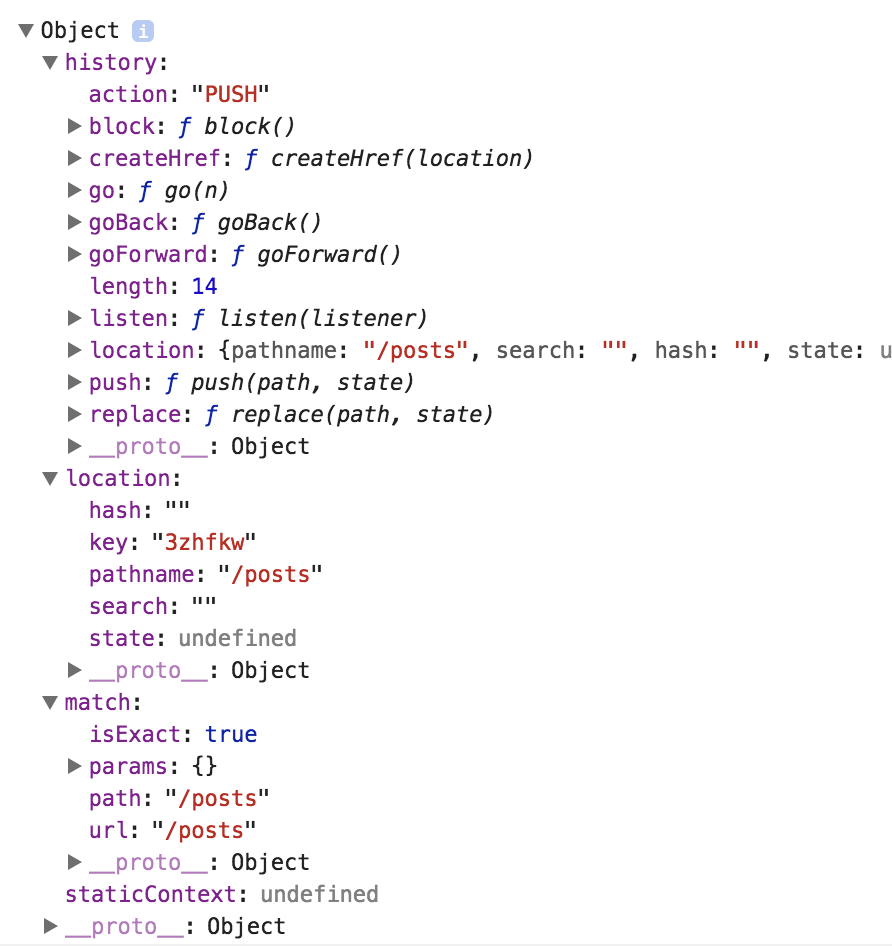 Object i
history:
action: "PUSH"
block: ƒ block()
createHref: ƒ createHref(location)
go: ƒ go(n)
goBack: ƒ goBack()
goForward: ƒ goForward()
length: 14
listen: ƒ listen(listener)
location: {pathname: "/posts", search: "", hash: "", state: u
push: ƒ push(path, state)
replace: ƒ replace(path, state)
__proto__: Object
location:
hash: ""
key: "3zhfkw"
pathname: "/posts"
search: ""
state: undefined
__proto__: Object
match:
isExact: true
params: {}
path: "/posts"
url: "/posts"
__proto__: Object
staticContext: undefined
__proto__: Object